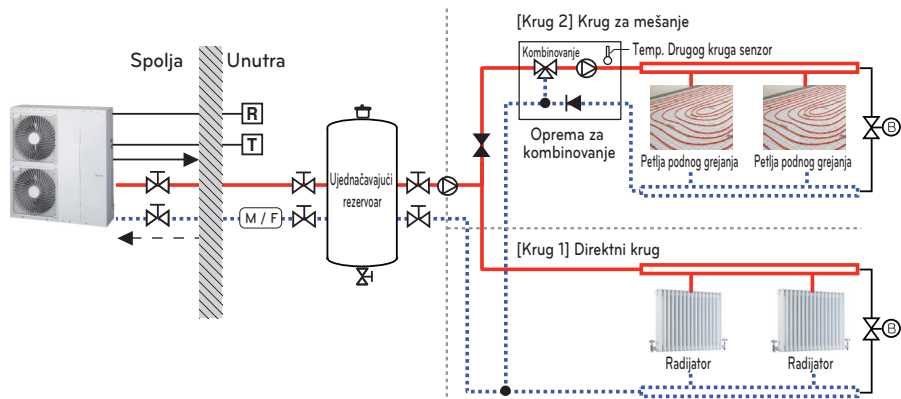 Spolja
Unutra
R
T
M / F
Ujednačavajući
rezervoar
[Krug 2] Krug za mešanje
Kombinovanje
Temp. Drugog kruga senzor
Oprema za
kombinovanje
Petlja podnog grejanja
Petlja podnog grejanja
B
[Krug 1] Direktni krug
Radijator
Radijator
B